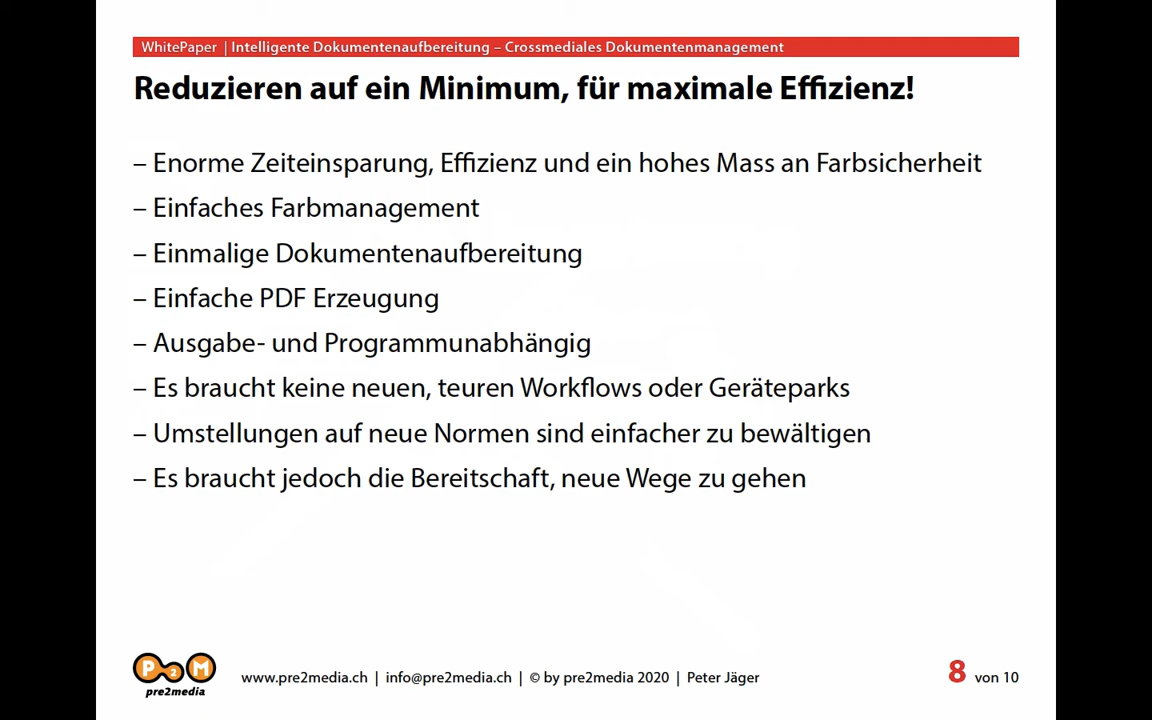 WhitePaper | Intelligente Dokumentenaufbereitung – Crossmediales Dokumentenmanagement
Reduzieren auf ein Minimum, für maximale Effizienz!
– Enorme Zeiteinsparung, Effizienz und ein hohes Mass an Farbsicherheit
– Einfaches Farbmanagement
– Einmalige Dokumentenaufbereitung
– Einfache PDF Erzeugung
– Ausgabe- und Programmunabhängig
– Es braucht keine neuen, teuren Workflows oder Geräteparks
– Umstellungen auf neue Normen sind einfacher zu bewältigen
– Es braucht jedoch die Bereitschaft, neue Wege zu gehen
P2M
pre2media
www.pre2media.ch | info@pre2media.ch | © by pre2media 2020 | Peter Jäger
8 von 10